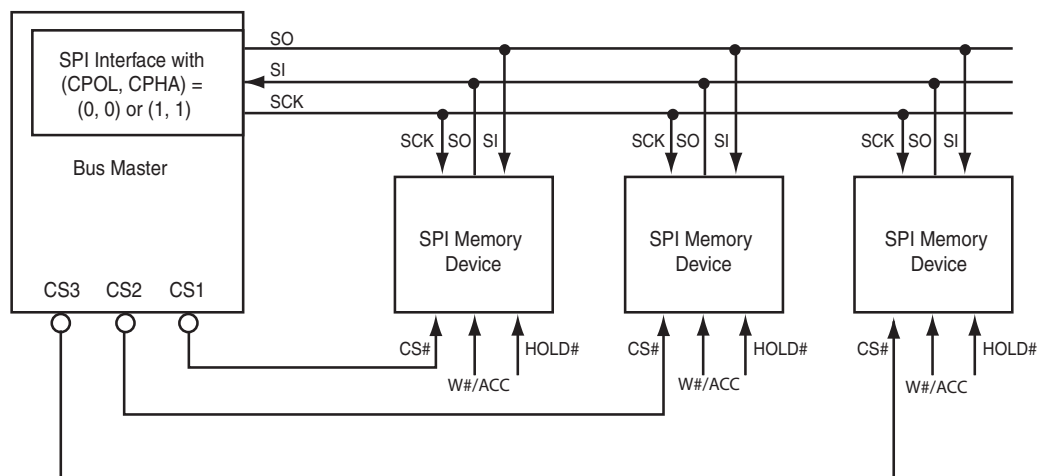 SO
SPI Interface with
(CPOL, CPHA) =
(0, 0) or (1, 1)
SI
SCK
Bus Master
SCK SO SI
SCK SO SI
SCK SO SI
SPI Memory
Device
SPI Memory
Device
SPI Memory
Device
CS3 CS2 CS1
CS# HOLD#
W#/ACC
CS# HOLD#
W#/ACC
CS# HOLD#
W#/ACC